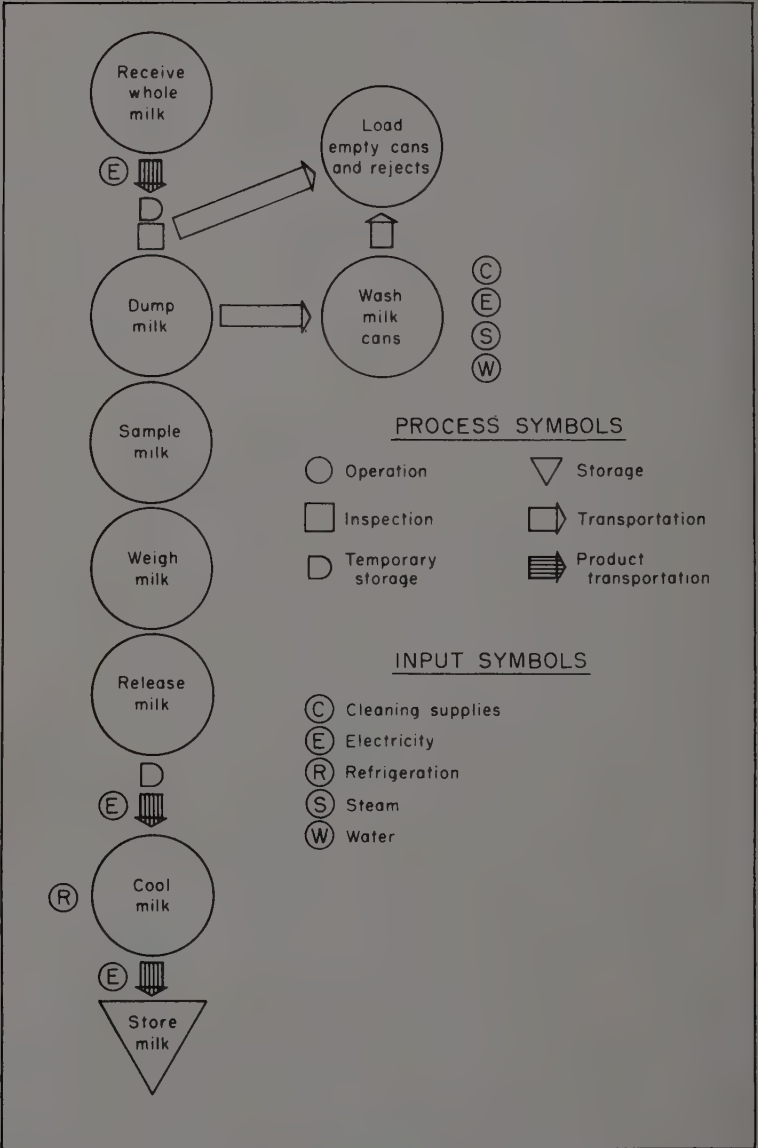 Receive
whole
milk
E
Load
empty cans
and rejects
Dump
milk
Wash
milk
cans
C
E
S
W
Sample
milk
Weigh
milk
Release
milk
E
R
Cool
milk
E
Store
milk
PROCESS SYMBOLS
Operation
Storage
Inspection
Transportation
Temporary
storage
Product
transportation
INPUT SYMBOLS
C Cleaning supplies
E Electricity
R Refrigeration
S Steam
W Water